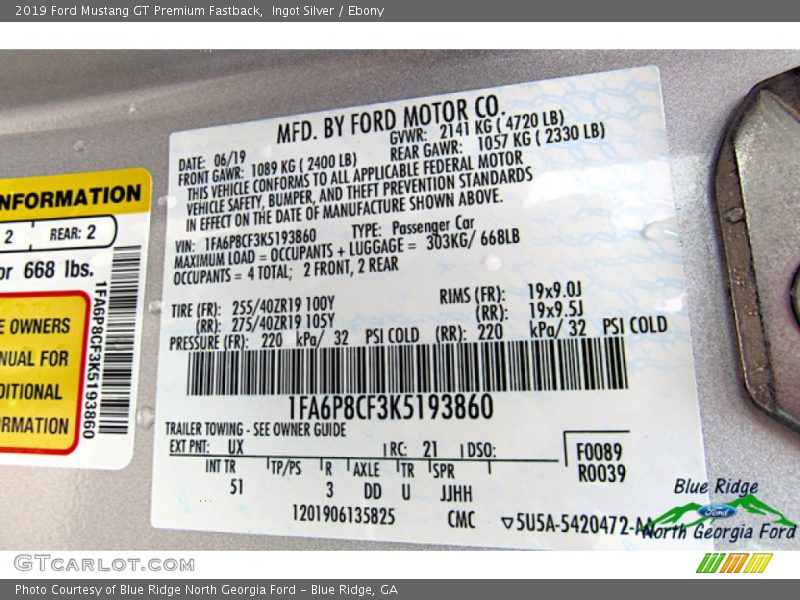 2019 Ford Mustang GT Premium Fastback,  Ingot Silver / Ebony
NFORMATION
2 REAR: 2
or 668 lbs.
E OWNERS
NUAL FOR
DITIONAL
RMATION
1FA6P8CF3K5193860
MFD. BY FORD MOTOR CO.
DATE: 06/19 GVWR: 2141 KG ( 4720 LB)
FRONT GAWR: 1089 KG ( 2400 LB) REAR GAWR: 1057 KG ( 2330 LB)
THIS VEHICLE CONFORMS TO ALL APPLICABLE FEDERAL MOTOR
VEHICLE SAFETY, BUMPER, AND THEFT PREVENTION STANDARDS
IN EFFECT ON THE DATE OF MANUFACTURE SHOWN ABOVE.
VIN: 1FA6P8CF3K5193860 TYPE: Passenger Car
MAXIMUM LOAD = OCCUPANTS + LUGGAGE = 303KG/ 668LB
OCCUPANTS = 4 TOTAL; 2 FRONT, 2 REAR
TIRE (FR): 255/40ZR19 100Y RIMS (FR): 19x9.0J
(RR): 275/40ZR19 105Y (RR): 19x9.5J
PRESSURE (FR): 220 kPa/ 32 PSI COLD (RR): 220 kPa/ 32 PSI COLD
1FA6P8CF3K5193860
TRAILER TOWING - SEE OWNER GUIDE
EXT PNT: UX RC: 21 DSO: F0089
INT TR TP/PS R AXLE TR SPR R0039
51 3 DD U JJHH
1201906135825 CMC 5U5A-5420472-
Blue Ridge
Ford
North Georgia Ford
GTCARLOT.COM
Photo Courtesy of Blue Ridge North Georgia Ford – Blue Ridge, GA